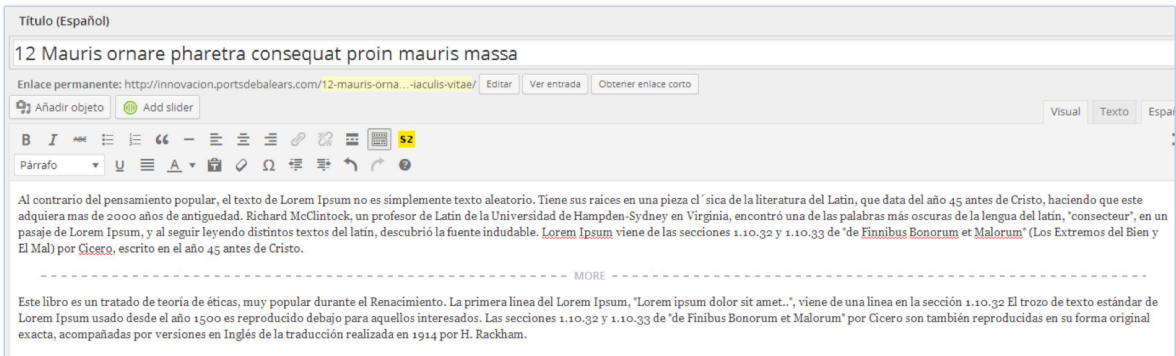 Título (Español)
12 Mauris ornare pharetra consequat proin mauris massa
Enlace permanente: http://innovacion.portsdebalears.com/12-mauris-orna…-iaculis-vitae/ Editar Ver entrada Obtener enlace corto
Añadir objeto Add slider
Visual Texto Españ
B I ABC S2
Párrafo U A Ω
Al contrario del pensamiento popular, el texto de Lorem Ipsum no es simplemente texto aleatorio. Tiene sus raices en una pieza cl´sica de la literatura del Latin, que data del año 45 antes de Cristo, haciendo que este
adquiera mas de 2000 años de antiguedad. Richard McClintock, un profesor de Latin de la Universidad de Hampden-Sydney en Virginia, encontró una de las palabras más oscuras de la lengua del latín, "consecteur", en un
pasaje de Lorem Ipsum, y al seguir leyendo distintos textos del latín, descubrió la fuente indudable. Lorem Ipsum viene de las secciones 1.10.32 y 1.10.33 de "de Finnibus Bonorum et Malorum" (Los Extremos del Bien y
El Mal) por Cicero, escrito en el año 45 antes de Cristo.
MORE
Este libro es un tratado de teoría de éticas, muy popular durante el Renacimiento. La primera linea del Lorem Ipsum, "Lorem ipsum dolor sit amet..", viene de una linea en la sección 1.10.32 El trozo de texto estándar de
Lorem Ipsum usado desde el año 1500 es reproducido debajo para aquellos interesados. Las secciones 1.10.32 y 1.10.33 de "de Finibus Bonorum et Malorum" por Cicero son también reproducidas en su forma original
exacta, acompañadas por versiones en Inglés de la traducción realizada en 1914 por H. Rackham.